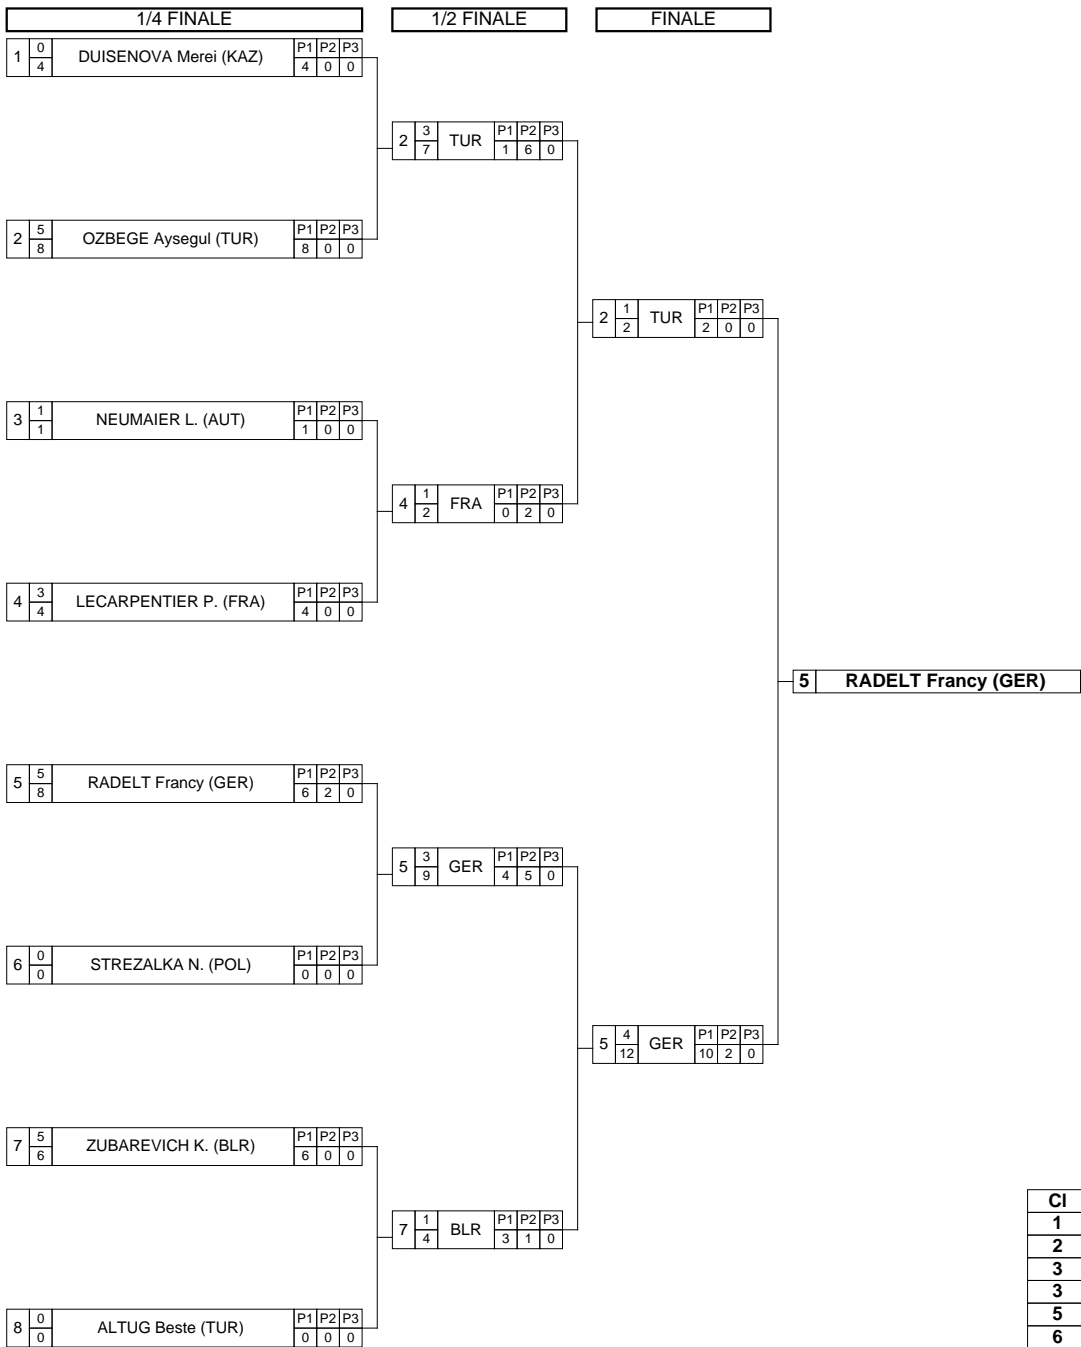 1/4 FINALE 1/2 FINALE FINALE
1 0 4 DUISENOVA Merei (KAZ) P1 P2 P3 4 0 0
2 3 7 TUR P1 P2 P3 1 6 0
2 5 8 OZBEGE Aysegul (TUR) P1 P2 P3 8 0 0
2 1 2 TUR P1 P2 P3 2 0 0
3 1 1 NEUMAIER L. (AUT) P1 P2 P3 1 0 0
4 1 2 FRA P1 P2 P3 0 2 0
4 3 4 LECARPENTIER P. (FRA) P1 P2 P3 4 0 0
5 RADELT Francy (GER)
5 5 8 RADELT Francy (GER) P1 P2 P3 6 2 0
5 3 9 GER P1 P2 P3 4 5 0
6 0 0 STREZALKA N. (POL) P1 P2 P3 0 0 0
5 4 12 GER P1 P2 P3 10 2 0
7 5 6 ZUBAREVICH K. (BLR) P1 P2 P3 6 0 0
7 1 4 BLR P1 P2 P3 3 1 0
8 0 0 ALTUG Beste (TUR) P1 P2 P3 0 0 0
Cl
1
2
3
3
5
6